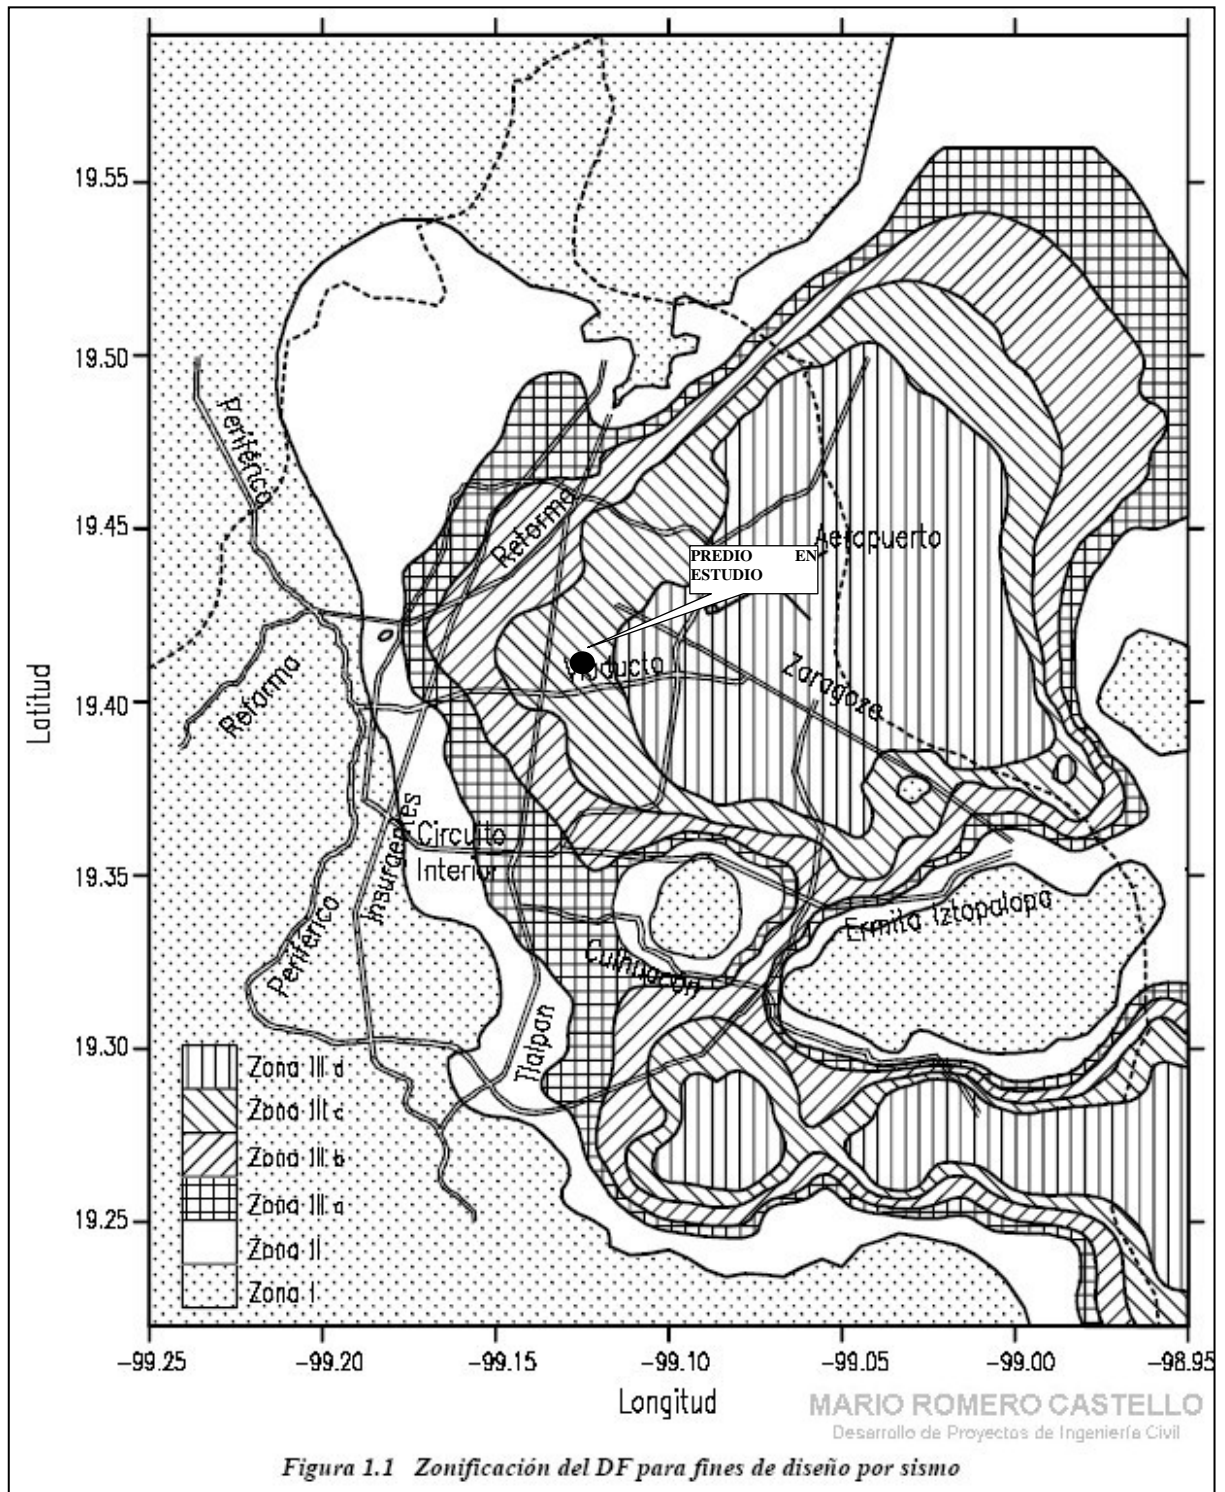 19.55
19.50
19.45
19.40
19.35
19.30
19.25
Latitud
Periférico
Reforma
Aeropuerto
PREDIO EN
ESTUDIO
Viaducto
Zaragoza
Reforma
Insurgentes
Circuito
Interior
Periférico
Ermita Iztapalapa
Culhuacan
Tlalpan
Zona III d
Zona III c
Zona III b
Zona III a
Zona II
Zona I
-99.25
-99.20
-99.15
-99.10
-99.05
-99.00
-98.95
Longitud
MARIO ROMERO CASTELLO
Desarrollo de Proyectos de Ingeniería Civil
Figura 1.1 Zonificación del DF para fines de diseño por sismo